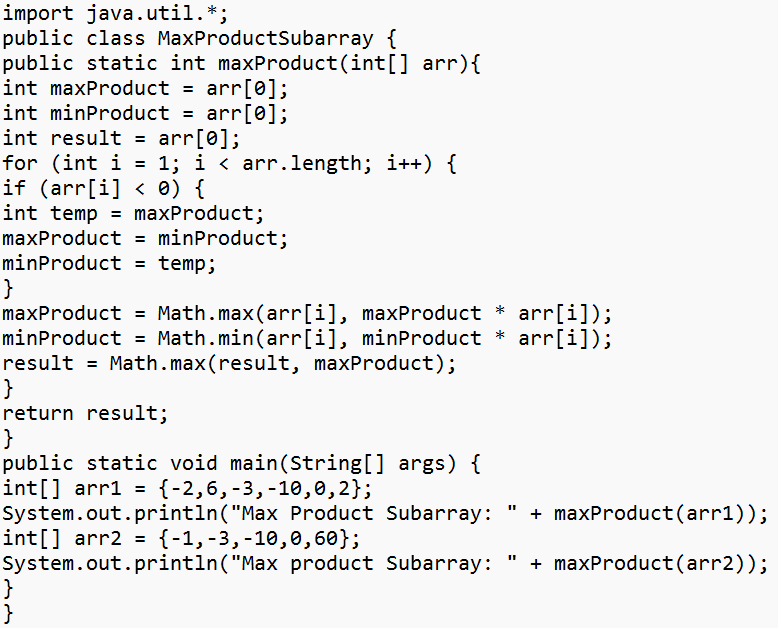 import java.util.*;
public class MaxProductSubarray {
public static int maxProduct(int[] arr){
int maxProduct = arr[0];
int minProduct = arr[0];
int result = arr[0];
for (int i = 1; i < arr.length; i++) {
if (arr[i] < 0) {
int temp = maxProduct;
maxProduct = minProduct;
minProduct = temp;
}
maxProduct = Math.max(arr[i], maxProduct * arr[i]);
minProduct = Math.min(arr[i], minProduct * arr[i]);
result = Math.max(result, maxProduct);
}
return result;
}
public static void main(String[] args) {
int[] arr1 = {-2,6,-3,-10,0,2};
System.out.println("Max Product Subarray: " + maxProduct(arr1));
int[] arr2 = {-1,-3,-10,0,60};
System.out.println("Max product Subarray: " + maxProduct(arr2));
}
}